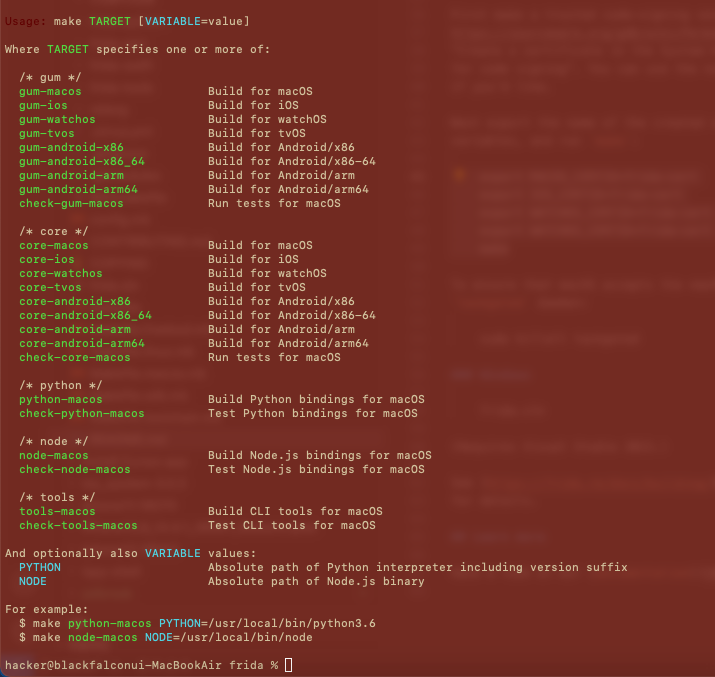 Usage: make TARGET [VARIABLE=value]
Where TARGET specifies one or more of:
/* gum */
gum-macos Build for macOS
gum-ios Build for iOS
gum-watchos Build for watchOS
gum-tvos Build for tvOS
gum-android-x86 Build for Android/x86
gum-android-x86_64 Build for Android/x86-64
gum-android-arm Build for Android/arm
gum-android-arm64 Build for Android/arm64
check-gum-macos Run tests for macOS
/* core */
core-macos Build for macOS
core-ios Build for iOS
core-watchos Build for watchOS
core-tvos Build for tvOS
core-android-x86 Build for Android/x86
core-android-x86_64 Build for Android/x86-64
core-android-arm Build for Android/arm
core-android-arm64 Build for Android/arm64
check-core-macos Run tests for macOS
/* python */
python-macos Build Python bindings for macOS
check-python-macos Test Python bindings for macOS
/* node */
node-macos Build Node.js bindings for macOS
check-node-macos Test Node.js bindings for macOS
/* tools */
tools-macos Build CLI tools for macOS
check-tools-macos Test CLI tools for macOS
And optionally also VARIABLE values:
PYTHON Absolute path of Python interpreter including version suffix
NODE Absolute path of Node.js binary
For example:
$ make python-macos PYTHON=/usr/local/bin/python3.6
$ make node-macos NODE=/usr/local/bin/node
hacker@blackfalconui-MacBookAir frida %